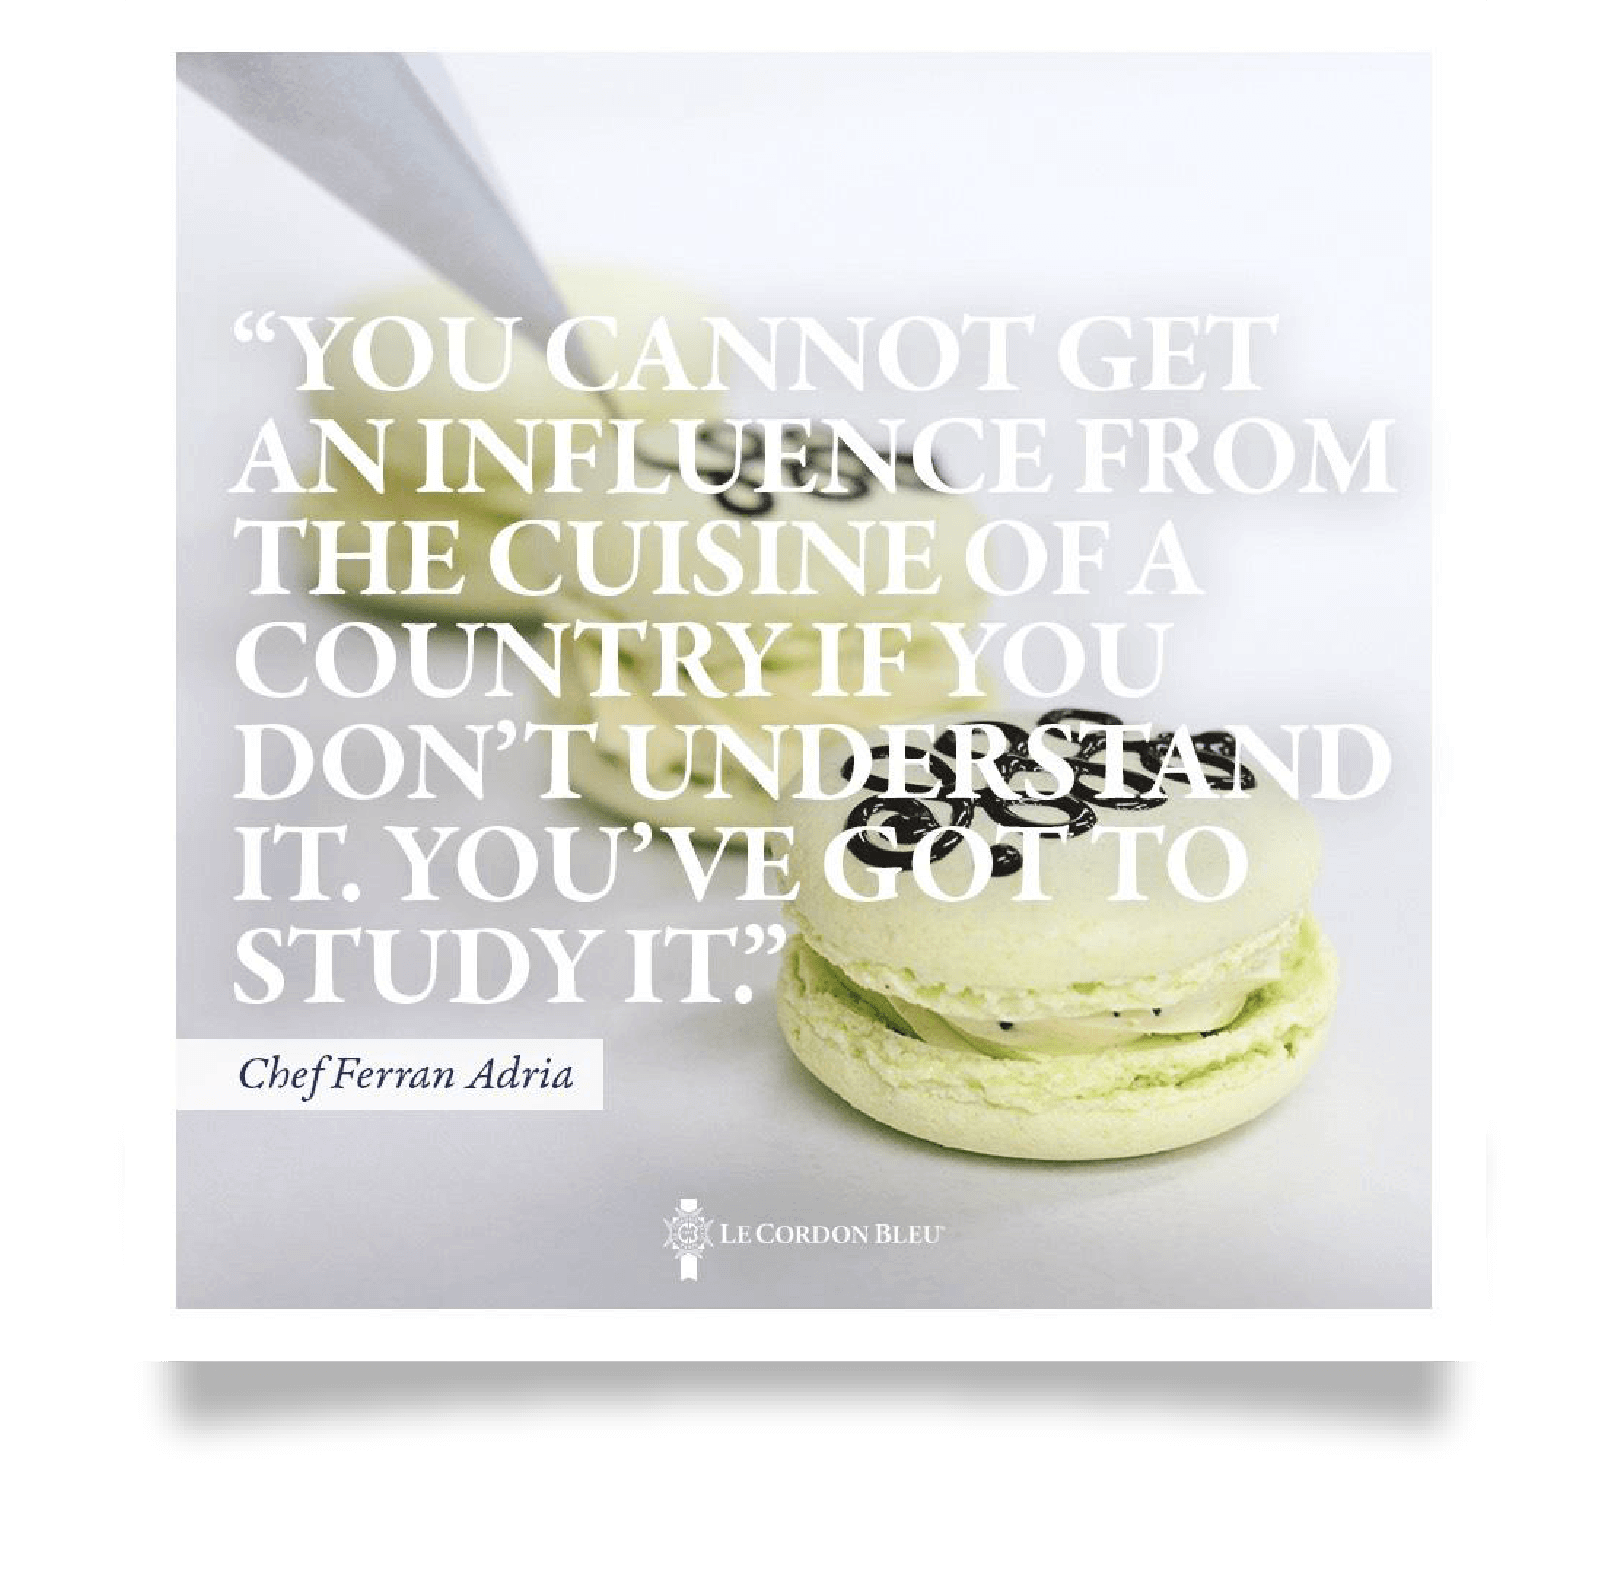 “YOU CANNOT GET
AN INFLUENCE FROM
THE CUISINE OF A
COUNTRY IF YOU
DON’T UNDERSTAND
IT. YOU’VE GOT TO
STUDY IT.”
Chef Ferran Adria
LE CORDON BLEU